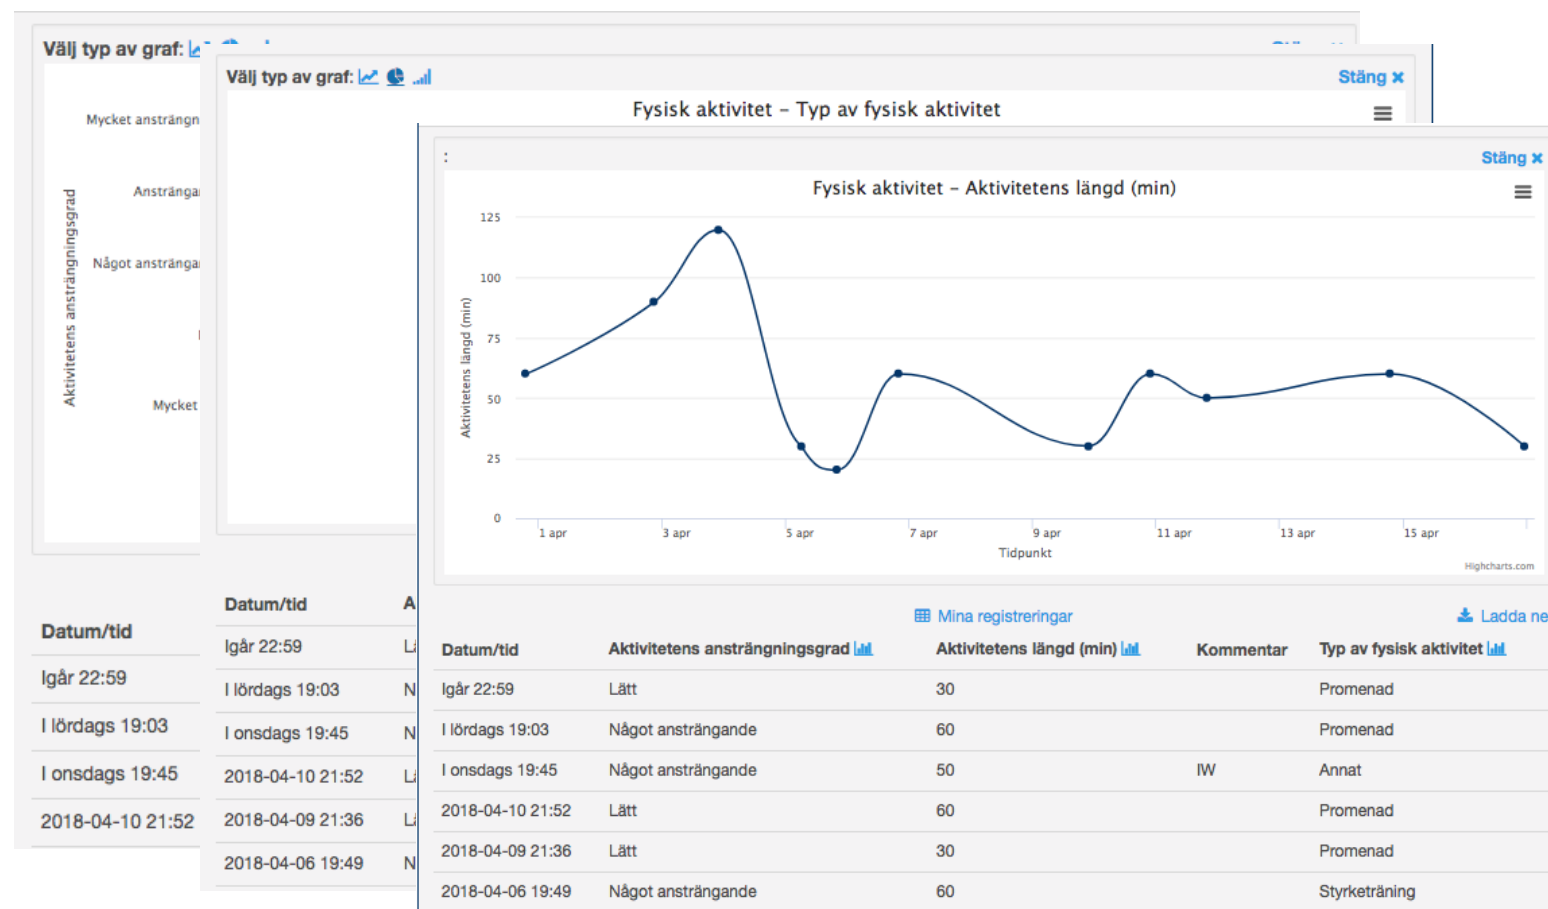 Välj typ av graf:
Mycket
Aktivitetens ansträngningsgrad
Mycket
Datum/tid
Igår 22:59
I lördags 19:03
I onsdags 19:45
2018-04-10 21:52
Välj typ av graf:
Stäng ×
Fysisk aktivitet – Typ av fysisk aktivitet
Datum/tid
Igår 22:59
I lördags 19:03
I onsdags 19:45
2018-04-10 21:52
2018-04-09 21:36
2018-04-06 19:49
:
Stäng ×
Fysisk aktivitet – Aktivitetens längd (min)
125
100
75
50
25
0
Aktivitetens längd (min)
1 apr 3 apr 5 apr 7 apr 9 apr 11 apr 13 apr 15 apr
Tidpunkt
Highcharts.com
Mina registreringar Ladda
Datum/tid Aktivitetens ansträngningsgrad Aktivitetens längd (min) Kommentar Typ av fysisk aktivitet
Igår 22:59 Lätt 30 Promenad
I lördags 19:03 Något ansträngande 60 Promenad
I onsdags 19:45 Något ansträngande 50 IW Annat
2018-04-10 21:52 Lätt 60 Promenad
2018-04-09 21:36 Lätt 30 Promenad
2018-04-06 19:49 Något ansträngande 60 Styrketräning